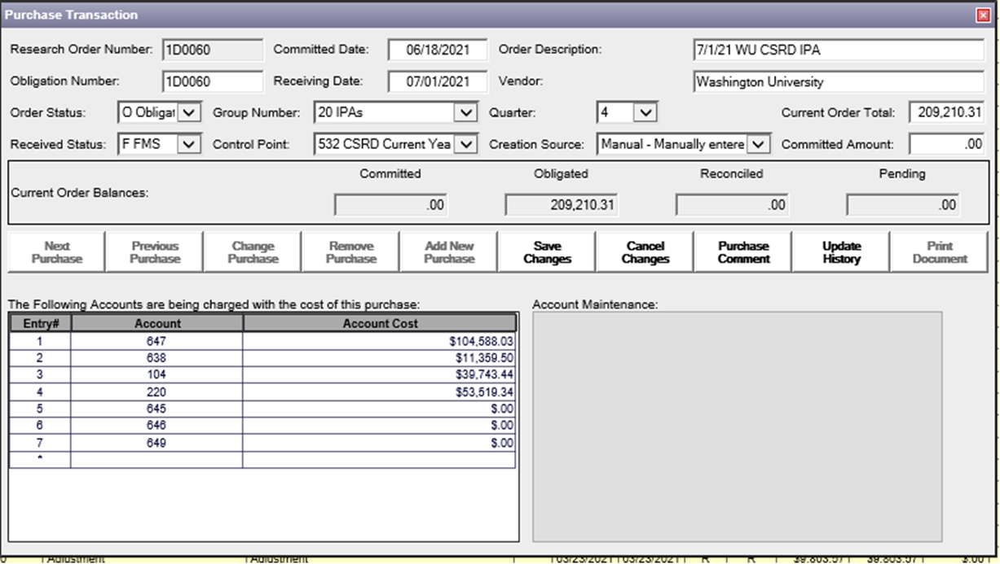 Purchase Transaction
Research Order Number: 1D0060 Committed Date: 06/18/2021 Order Description: 7/1/21 WU CSRD IPA
Obligation Number: 1D0060 Receiving Date: 07/01/2021 Vendor: Washington University
Order Status: O Obligat Group Number: 20 IPAs Quarter: 4 Current Order Total: 209,210.31
Received Status: F FMS Control Point: 532 CSRD Current Yea Creation Source: Manual - Manually entere Committed Amount: .00
Committed Obligated Reconciled Pending
Current Order Balances:
.00 209,210.31 .00 .00
Next Purchase Previous Purchase Change Purchase Remove Purchase Add New Purchase Save Changes Cancel Changes Purchase Comment Update History Print Document
The Following Accounts are being charged with the cost of this purchase: Account Maintenance:
Entry# Account Account Cost
1 647 $104,588.03
2 638 $11,359.50
3 104 $39,743.44
4 220 $53,519.34
5 645 $.00
6 646 $.00
7 649 $.00
*
Adjustment Adjustment 03/23/2021 03/23/2021 R R $9,803.57 $9,803.57 $.00